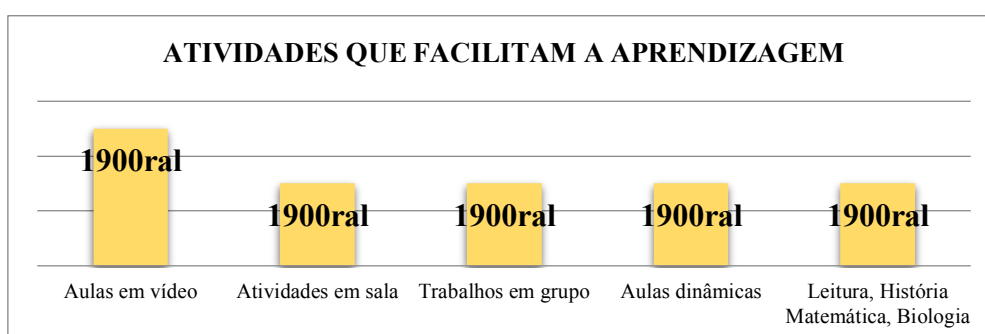 ATIVIDADES QUE FACILITAM A APRENDIZAGEM
1900ral
1900ral
1900ral
1900ral
1900ral
Aulas em vídeo
Atividades em sala
Trabalhos em grupo
Aulas dinâmicas
Leitura, História
Matemática, Biologia